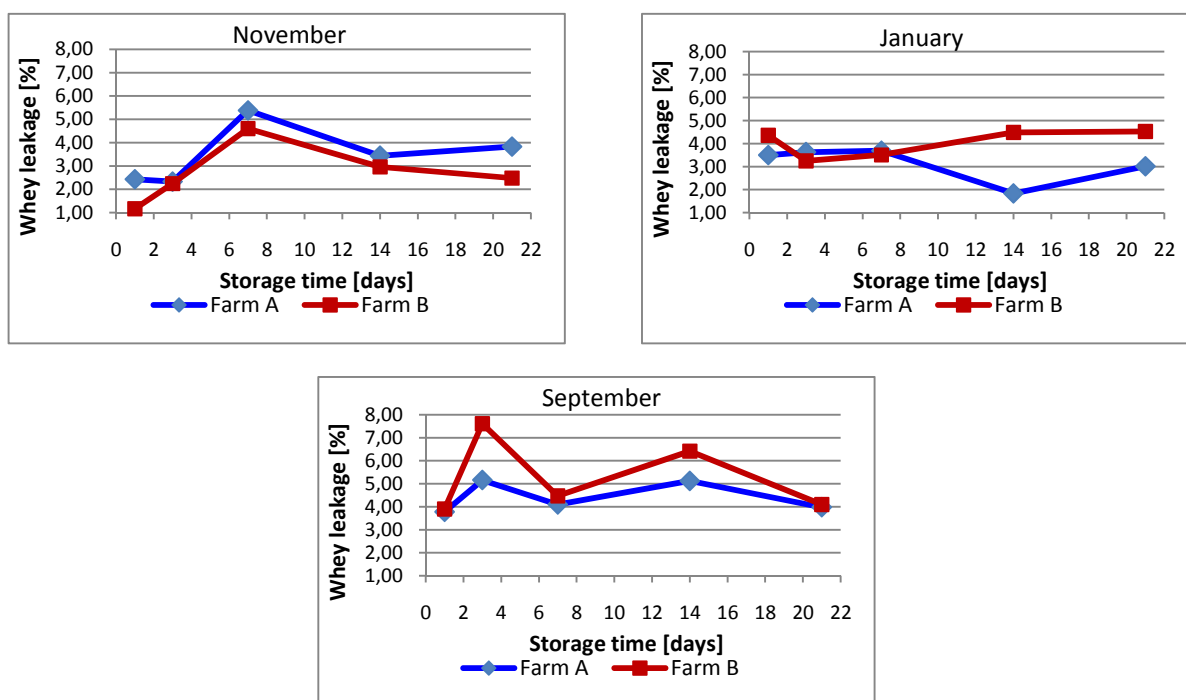 November
8,00
7,00
6,00
5,00
4,00
3,00
2,00
1,00
Whey leakage [%]
0 2 4 6 8 10 12 14 16 18 20 22
Storage time [days]
Farm A Farm B
January
8,00
7,00
6,00
5,00
4,00
3,00
2,00
1,00
Whey leakage [%]
0 2 4 6 8 10 12 14 16 18 20 22
Storage time [days]
Farm A Farm B
September
8,00
7,00
6,00
5,00
4,00
3,00
2,00
1,00
Whey leakage [%]
0 2 4 6 8 10 12 14 16 18 20 22
Storage time [days]
Farm A Farm B